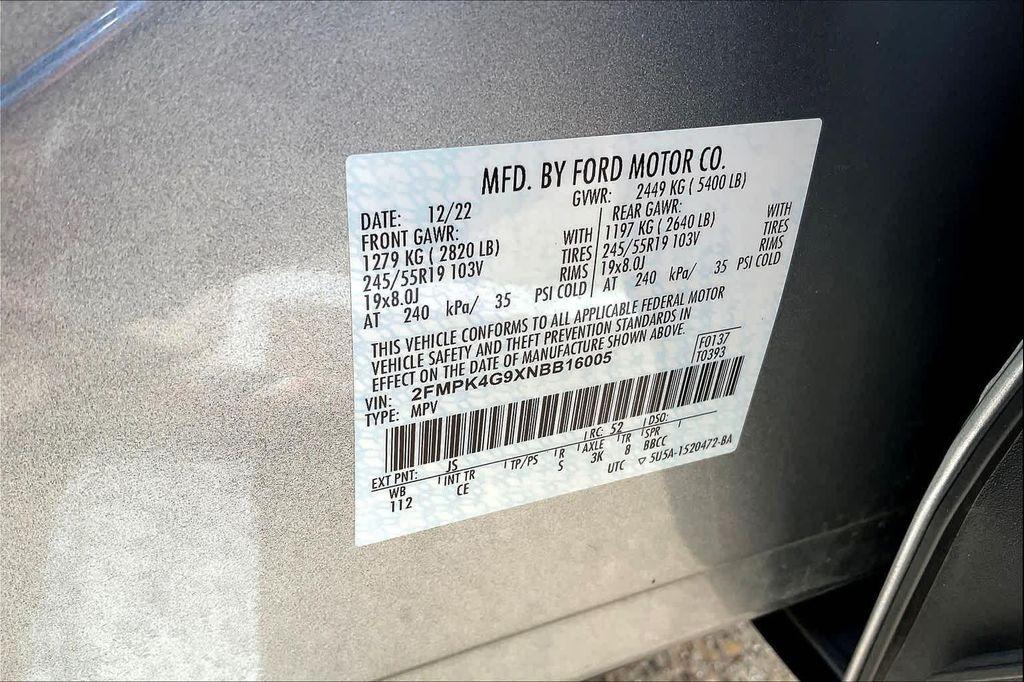 MFD. BY FORD MOTOR CO.
DATE: 12/22 GVWR: 2449 KG ( 5400 LB)
FRONT GAWR: REAR GAWR:
1279 KG ( 2820 LB) WITH 1197 KG ( 2640 LB) WITH
245/55R19 103V TIRES 245/55R19 103V TIRES
19x8.0J RIMS 19x8.0J RIMS
AT 240 kPa/ 35 PSI COLD AT 240 kPa/ 35 PSI COLD
THIS VEHICLE CONFORMS TO ALL APPLICABLE FEDERAL MOTOR
VEHICLE SAFETY AND THEFT PREVENTION STANDARDS IN
EFFECT ON THE DATE OF MANUFACTURE SHOWN ABOVE.
VIN: 2FMPK4G9XNBB16005 F0137
TYPE: MPV T0393
EXT PNT: JS RC: 52 DSO:
WB INT TR TP/PS R AXLE TR SPR
112 CE S 3K 8 BBCC
UTC ▽ 5U5A-1520472-BA